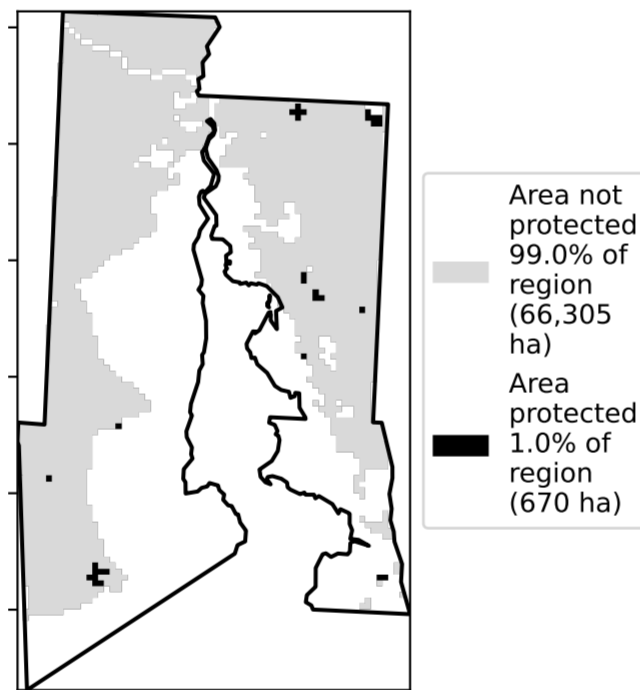 Area not
protected
99.0% of
region
(66,305
ha)
Area
protected
1.0% of
region
(670 ha)